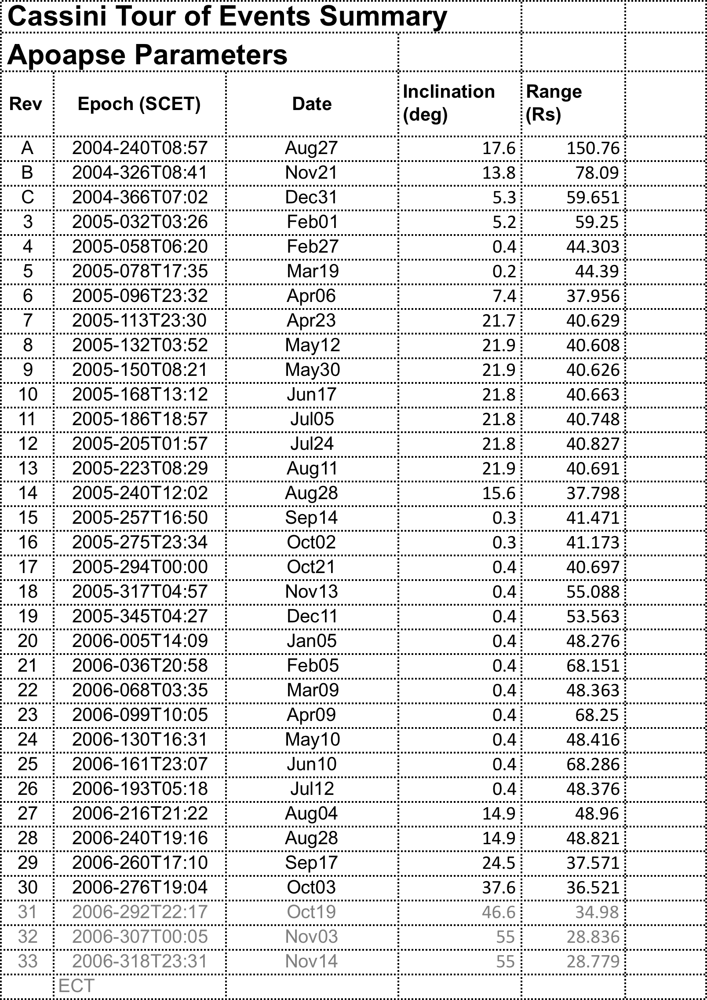 Cassini Tour of Events Summary
Apoapse Parameters
Rev Epoch (SCET) Date Inclination (deg) Range (Rs)
A 2004-240T08:57 Aug27 17.6 150.76
B 2004-326T08:41 Nov21 13.8 78.09
C 2004-366T07:02 Dec31 5.3 59.651
3 2005-032T03:26 Feb01 5.2 59.25
4 2005-058T06:20 Feb27 0.4 44.303
5 2005-078T17:35 Mar19 0.2 44.39
6 2005-096T23:32 Apr06 7.4 37.956
7 2005-113T23:30 Apr23 21.7 40.629
8 2005-132T03:52 May12 21.9 40.608
9 2005-150T08:21 May30 21.9 40.626
10 2005-168T13:12 Jun17 21.8 40.663
11 2005-186T18:57 Jul05 21.8 40.748
12 2005-205T01:57 Jul24 21.8 40.827
13 2005-223T08:29 Aug11 21.9 40.691
14 2005-240T12:02 Aug28 15.6 37.798
15 2005-257T16:50 Sep14 0.3 41.471
16 2005-275T23:34 Oct02 0.3 41.173
17 2005-294T00:00 Oct21 0.4 40.697
18 2005-317T04:57 Nov13 0.4 55.088
19 2005-345T04:27 Dec11 0.4 53.563
20 2006-005T14:09 Jan05 0.4 48.276
21 2006-036T20:58 Feb05 0.4 68.151
22 2006-068T03:35 Mar09 0.4 48.363
23 2006-099T10:05 Apr09 0.4 68.25
24 2006-130T16:31 May10 0.4 48.416
25 2006-161T23:07 Jun10 0.4 68.286
26 2006-193T05:18 Jul12 0.4 48.376
27 2006-216T21:22 Aug04 14.9 48.96
28 2006-240T19:16 Aug28 14.9 48.821
29 2006-260T17:10 Sep17 24.5 37.571
30 2006-276T19:04 Oct03 37.6 36.521
31 2006-292T22:17 Oct19 46.6 34.98
32 2006-307T00:05 Nov03 55 28.836
33 2006-318T23:31 Nov14 55 28.779
ECT